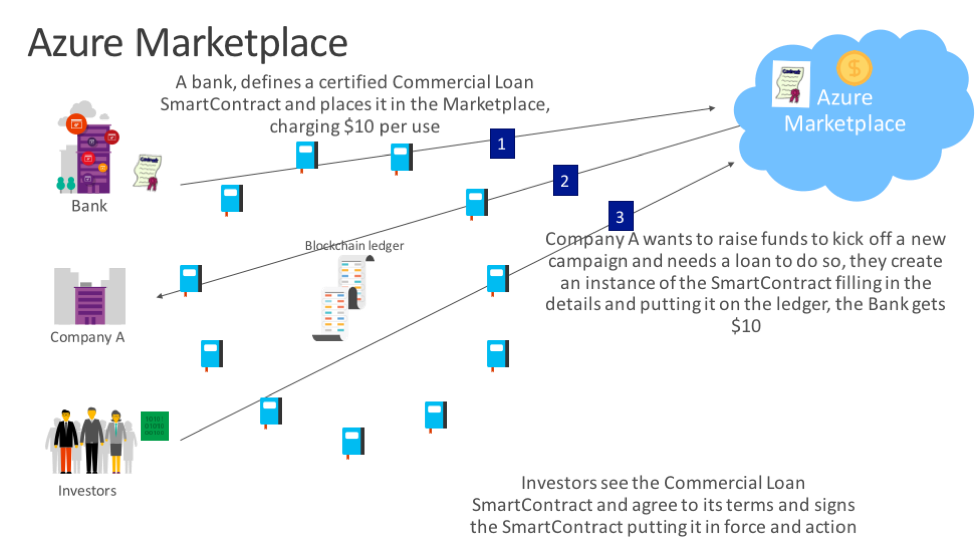 Azure Marketplace
A bank, defines a certified Commercial Loan
SmartContract and places it in the Marketplace,
charging $10 per use
Contract
$
Azure
Marketplace
1
Contract
2
Bank
3
Company A wants to raise funds to kick off a new
campaign and needs a loan to do so, they create
an instance of the SmartContract filling in the
details and putting it on the ledger, the Bank gets
$10
Blockchain ledger
Company A
Investors
Investors see the Commercial Loan
SmartContract and agree to its terms and signs
the SmartContract putting it in force and action